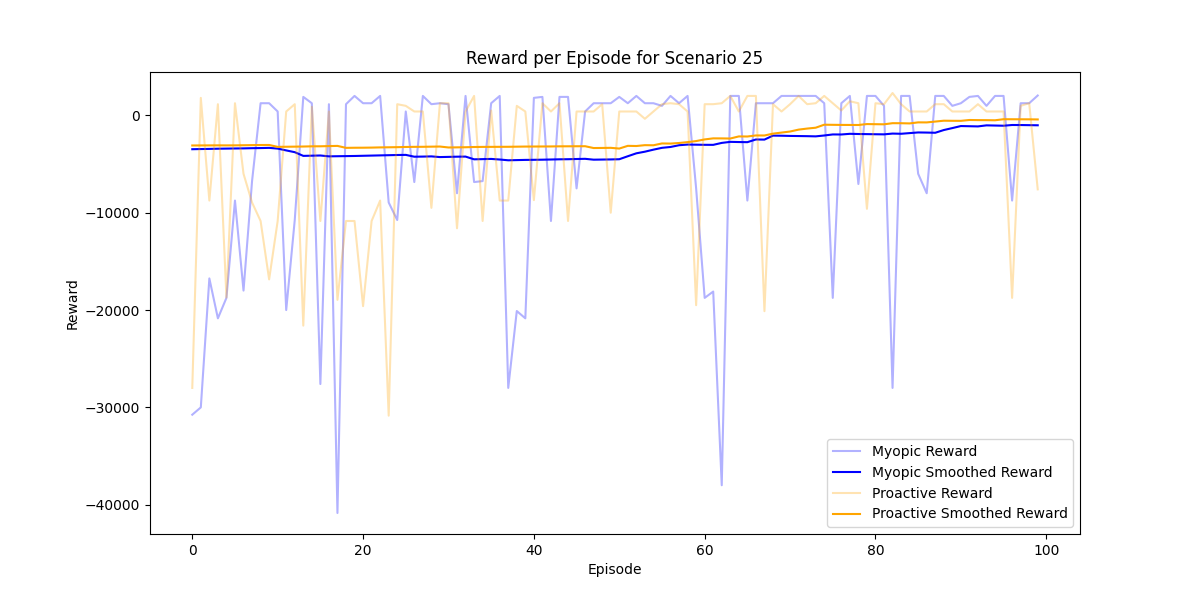 Reward per Episode for Scenario 25
Reward
0
−10000
−20000
−30000
−40000
0
20
40
60
80
100
Episode
Myopic Reward
Myopic Smoothed Reward
Proactive Reward
Proactive Smoothed Reward